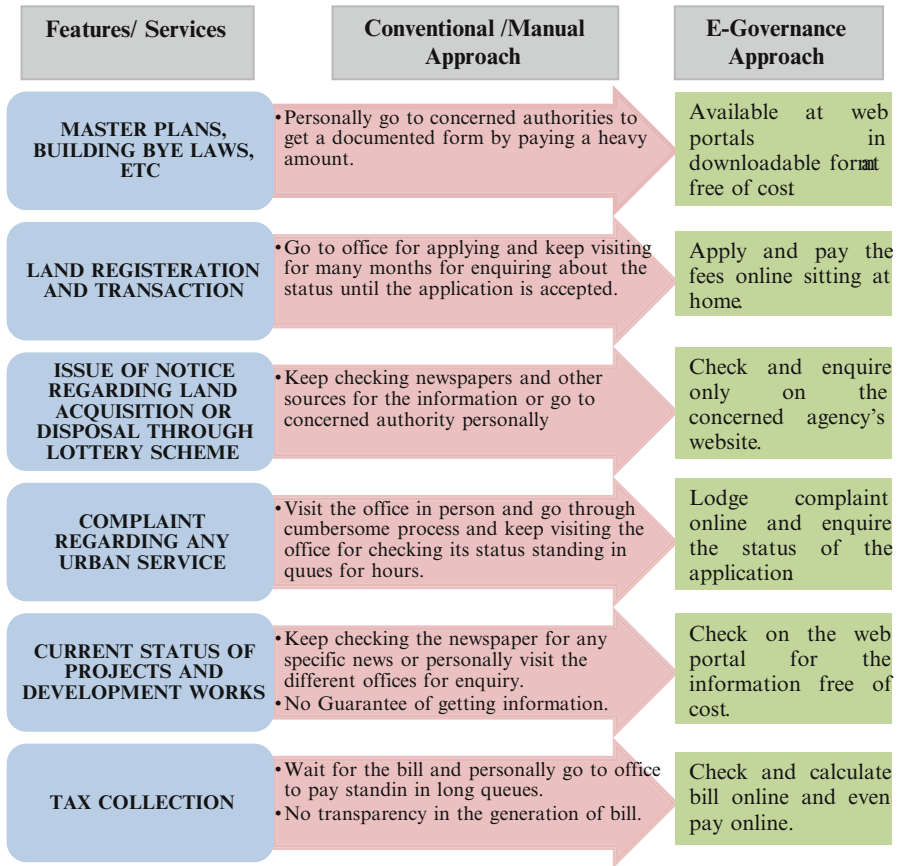 Features/ Services
Conventional /Manual
Approach
E-Governance
Approach
MASTER PLANS,
BUILDING BYE LAWS,
ETC
•Personally go to concerned authorities to
get a documented form by paying a heavy
amount.
Available at web
portals in
downloadable format
free of cost.
LAND REGISTERATION
AND TRANSACTION
•Go to office for applying and keep visiting
for many months for enquiring about the
status until the application is accepted.
Apply and pay the
fees online sitting at
home.
ISSUE OF NOTICE
REGARDING LAND
ACQUISITION OR
DISPOSAL THROUGH
LOTTERY SCHEME
•Keep checking newspapers and other
sources for the information or go to
concerned authority personally
Check and enquire
only on the
concerned agency's
website.
COMPLAINT
REGARDING ANY
URBAN SERVICE
•Visit the office in person and go through
cumbersome process and keep visiting the
office for checking its status standing in
ques for hours.
Lodge complaint
online and enquire
the status of the
application.
CURRENT STATUS OF
PROJECTS AND
DEVELOPMENT WORKS
•Keep checking the newspaper for any
specific news or personally visit the
different offices for enquiry.
•No Guarantee of getting information.
Check on the web
portal for the
information free of
cost.
TAX COLLECTION
•Wait for the bill and personally go to office
to pay standin in long queues.
•No transparency in the generation of bill.
Check and calculate
bill online and even
pay online.